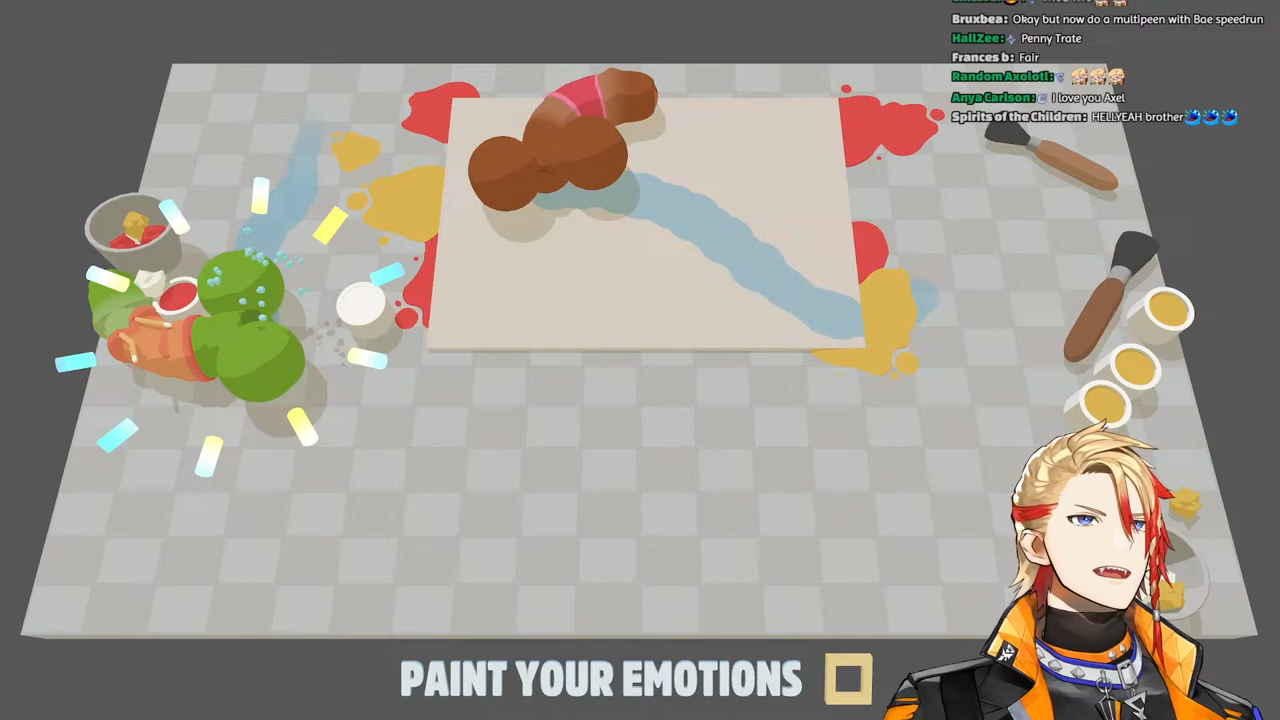 Bruxbea: Okay but now do a multipeen with Bae speedrun
HallZee: Penny Trate
Frances b: Fair
Random Axolotl:
Anya Carlson: I love you Axel
Spirits of the Children: HELLYEAH brother
PAINT YOUR EMOTIONS